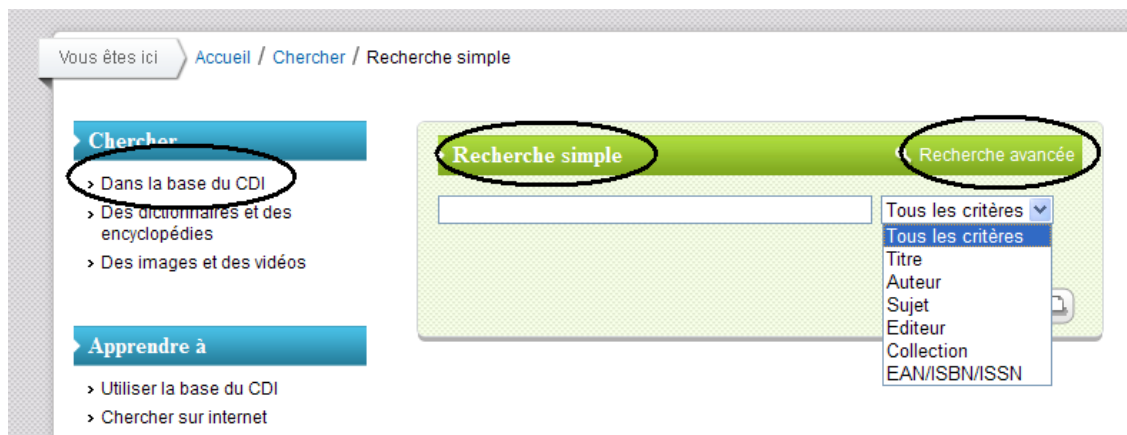 Vous êtes ici Accueil / Chercher / Recherche simple
Chercher
Dans la base du CDI
Des dictionnaires et des
encyclopédies
Des images et des vidéos
Apprendre à
Utiliser la base du CDI
Chercher sur internet
Recherche simple
Recherche avancée
Tous les critères
Tous les critères
Titre
Auteur
Sujet
Editeur
Collection
EAN/ISBN/ISSN